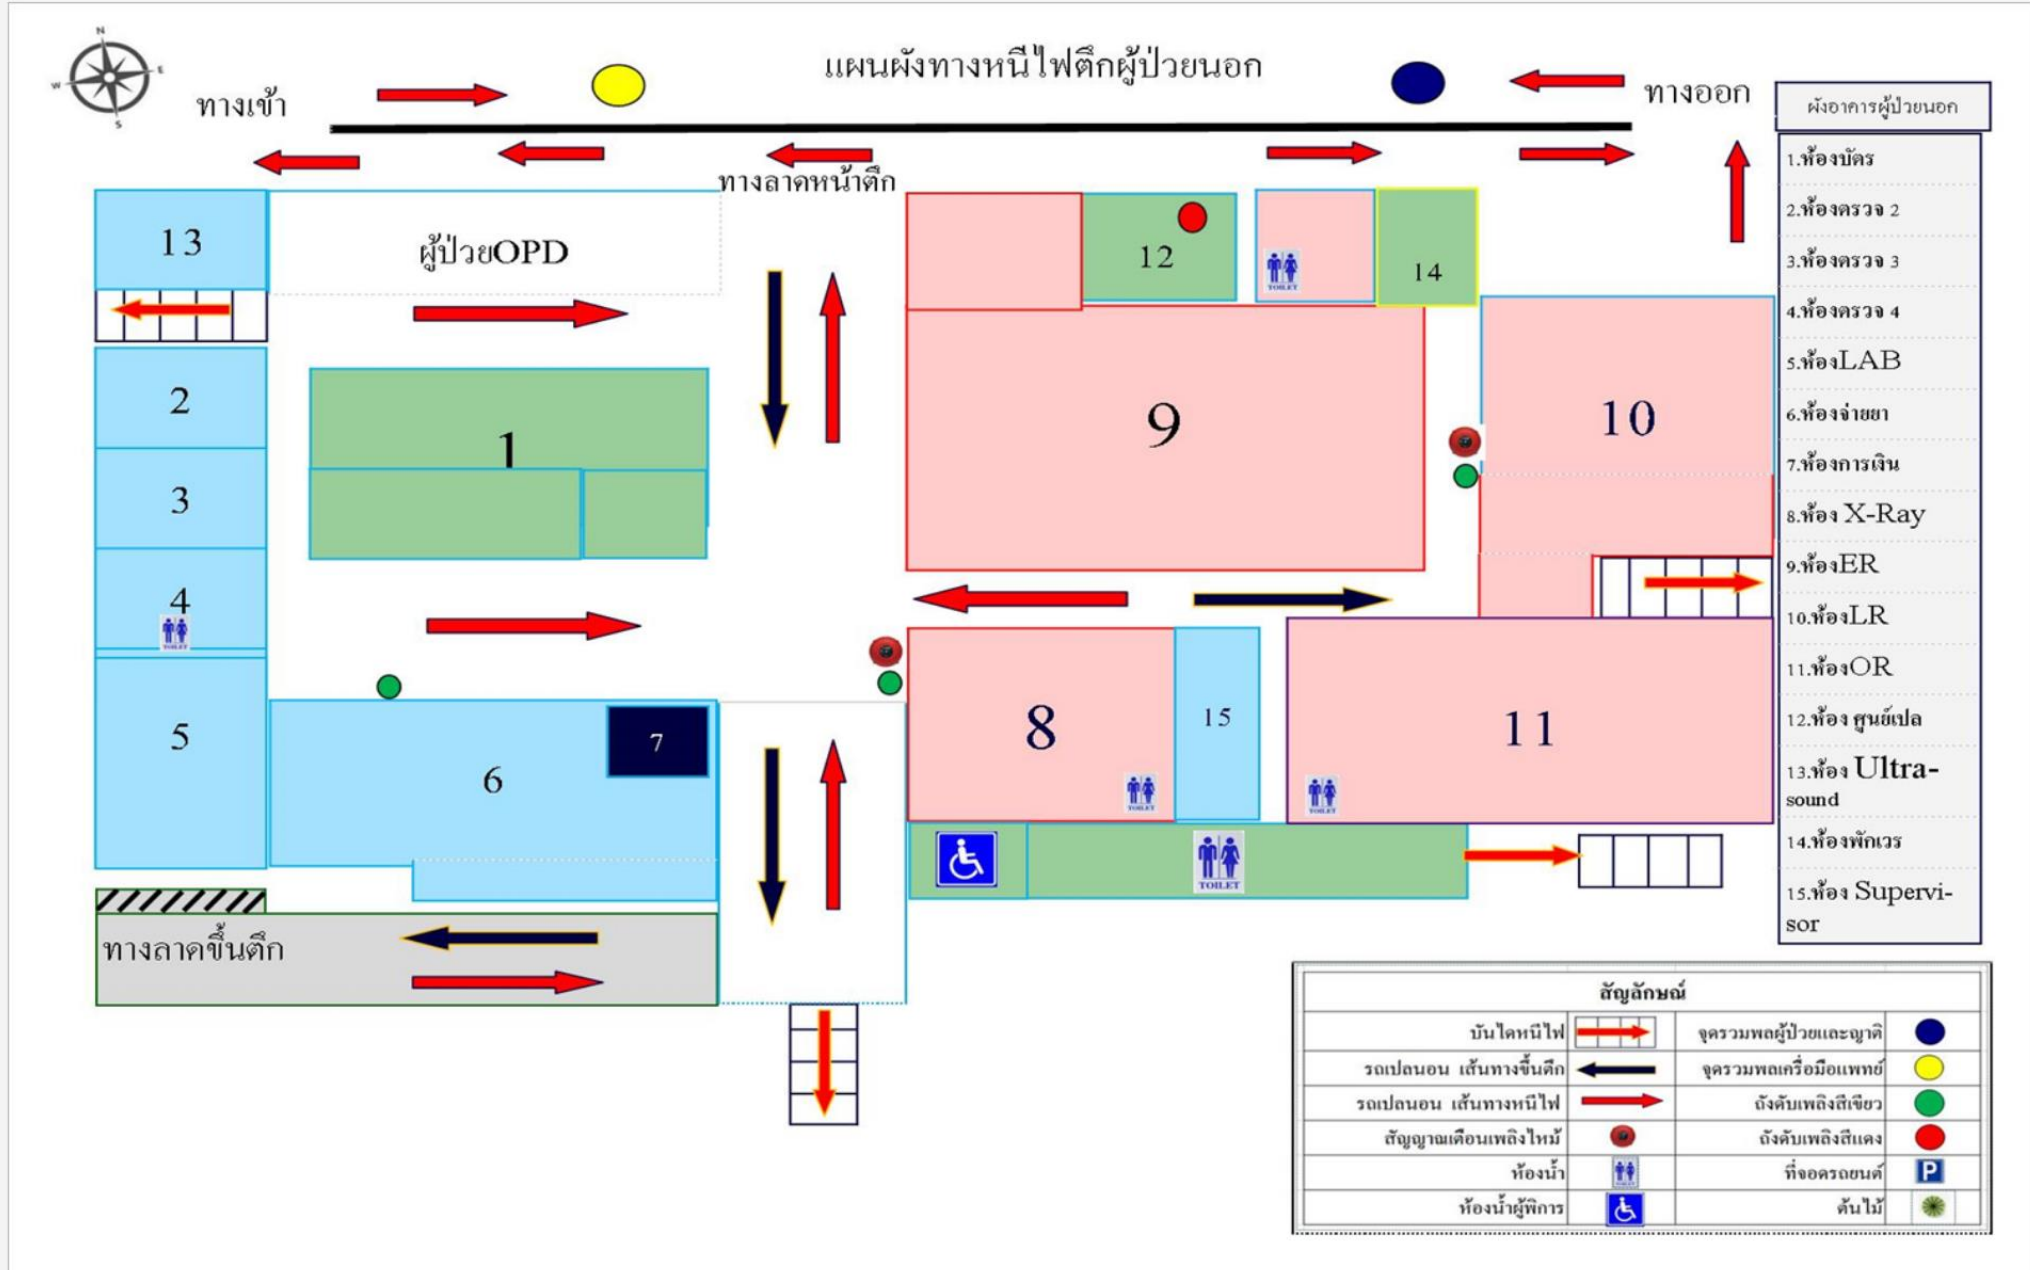 N
W
E
S
แผนผังทางหนีไฟตึกผู้ป่วยนอก
ทางเข้า
ทางออก
ทางลาดหน้าตึก
ผู้ป่วยOPD
13
12
TOILET
14
2
1
9
10
3
4
TOILET
5
6
7
8
TOILET
15
11
TOILET
TOILET
ทางลาดขึ้นตึก
ผังอาคารผู้ป่วยนอก
1.ห้องบัตร
2.ห้องตรวจ 2
3.ห้องตรวจ 3
4.ห้องตรวจ 4
5.ห้องLAB
6.ห้องจ่ายยา
7.ห้องการเงิน
8.ห้อง X-Ray
9.ห้องER
10.ห้องLR
11.ห้องOR
12.ห้อง ศูนย์เปล
13.ห้อง Ultra-
sound
14.ห้องพักเวร
15.ห้อง Supervi-
sor
สัญลักษณ์
บันไดหนีไฟ
จุดรวมพลผู้ป่วยและญาติ
รถเปลนอน เส้นทางขึ้นตึก
จุดรวมพลเครื่องมือแพทย์
รถเปลนอน เส้นทางหนีไฟ
ถังดับเพลิงสีเขียว
สัญญาณเตือนเพลิงไหม้
ถังดับเพลิงสีแดง
ห้องน้ำ
TOILET
ที่จอดรถยนต์
P
ห้องน้ำผู้พิการ
ต้นไม้